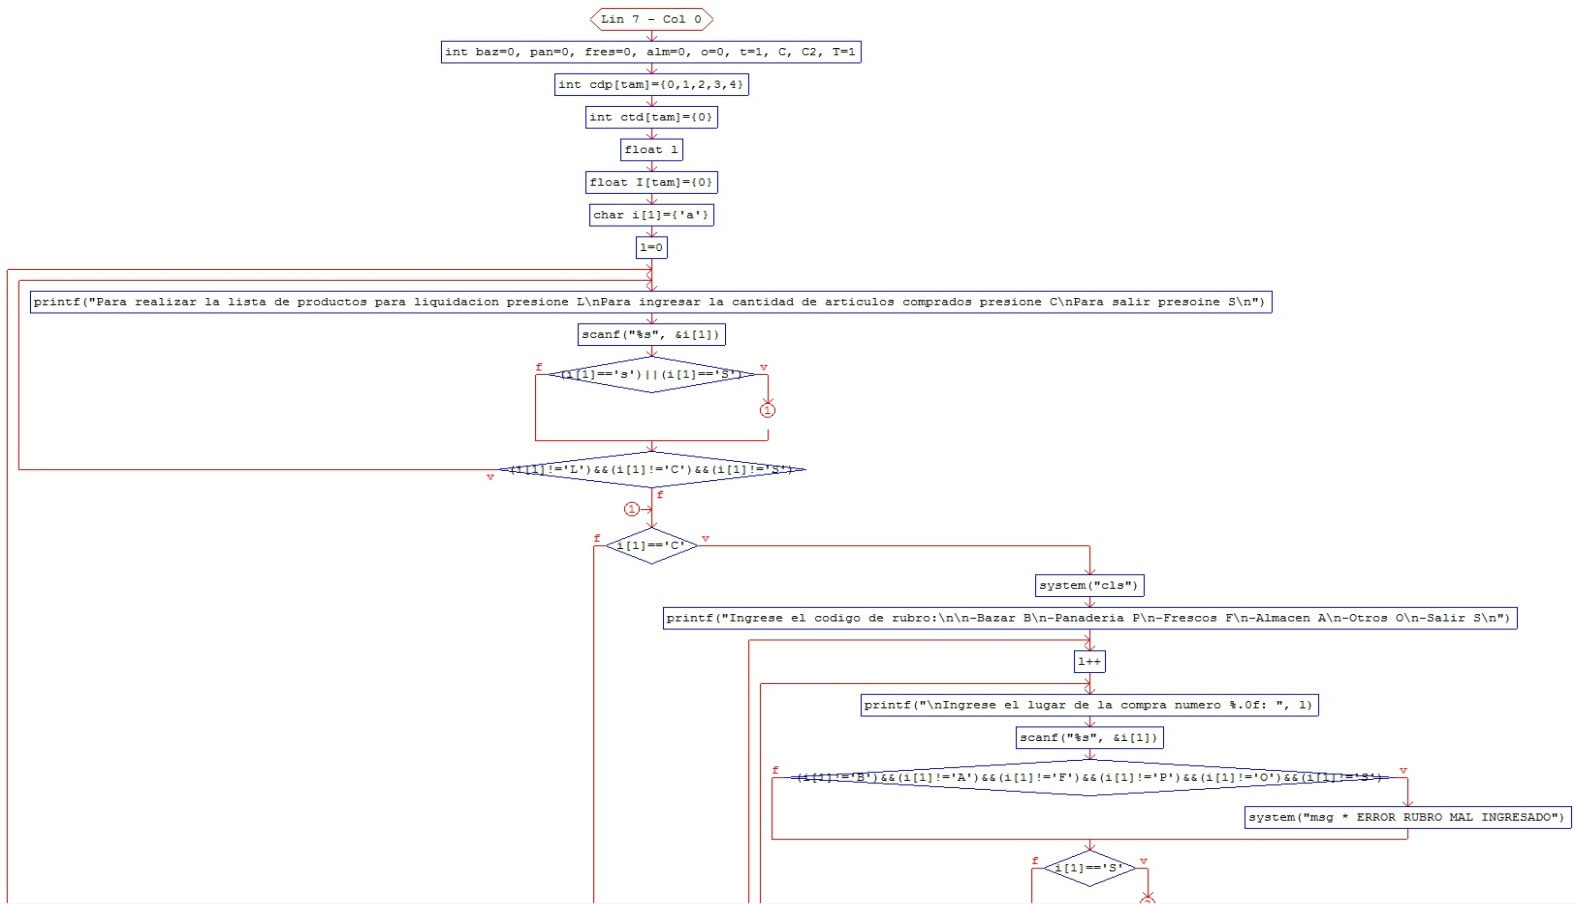 Lin 7 - Col 0
int baz=0, pan=0, fres=0, alm=0, o=0, t=1, C, C2, T=1
int cdp[tam]={0,1,2,3,4}
int ctd[tam]={0}
float l
float I[tam]={0}
char i[1]={'a'}
l=0
printf("Para realizar la lista de productos para liquidacion presione L\nPara ingresar la cantidad de articulos comprados presione C\nPara salir presoine S\n")
scanf("%s", &i[1])
f (i[1]=='s')||(i[1]=='S') v
1
(i[1]!='L')&&(i[1]!='C')&&(i[1]!='S')
v
f
1
f i[1]=='C' v
system("cls")
printf("Ingrese el codigo de rubro:\n\n-Bazar B\n-Panaderia P\n-Frescos F\n-Almacen A\n-Otros O\n-Salir S\n")
l++
printf("\nIngrese el lugar de la compra numero %.0f: ", l)
scanf("%s", &i[1])
f (i[1]!='B')&&(i[1]!='A')&&(i[1]!='F')&&(i[1]!='P')&&(i[1]!='O')&&(i[1]!='S') v
system("msg * ERROR RUBRO MAL INGRESADO")
f i[1]=='S' v